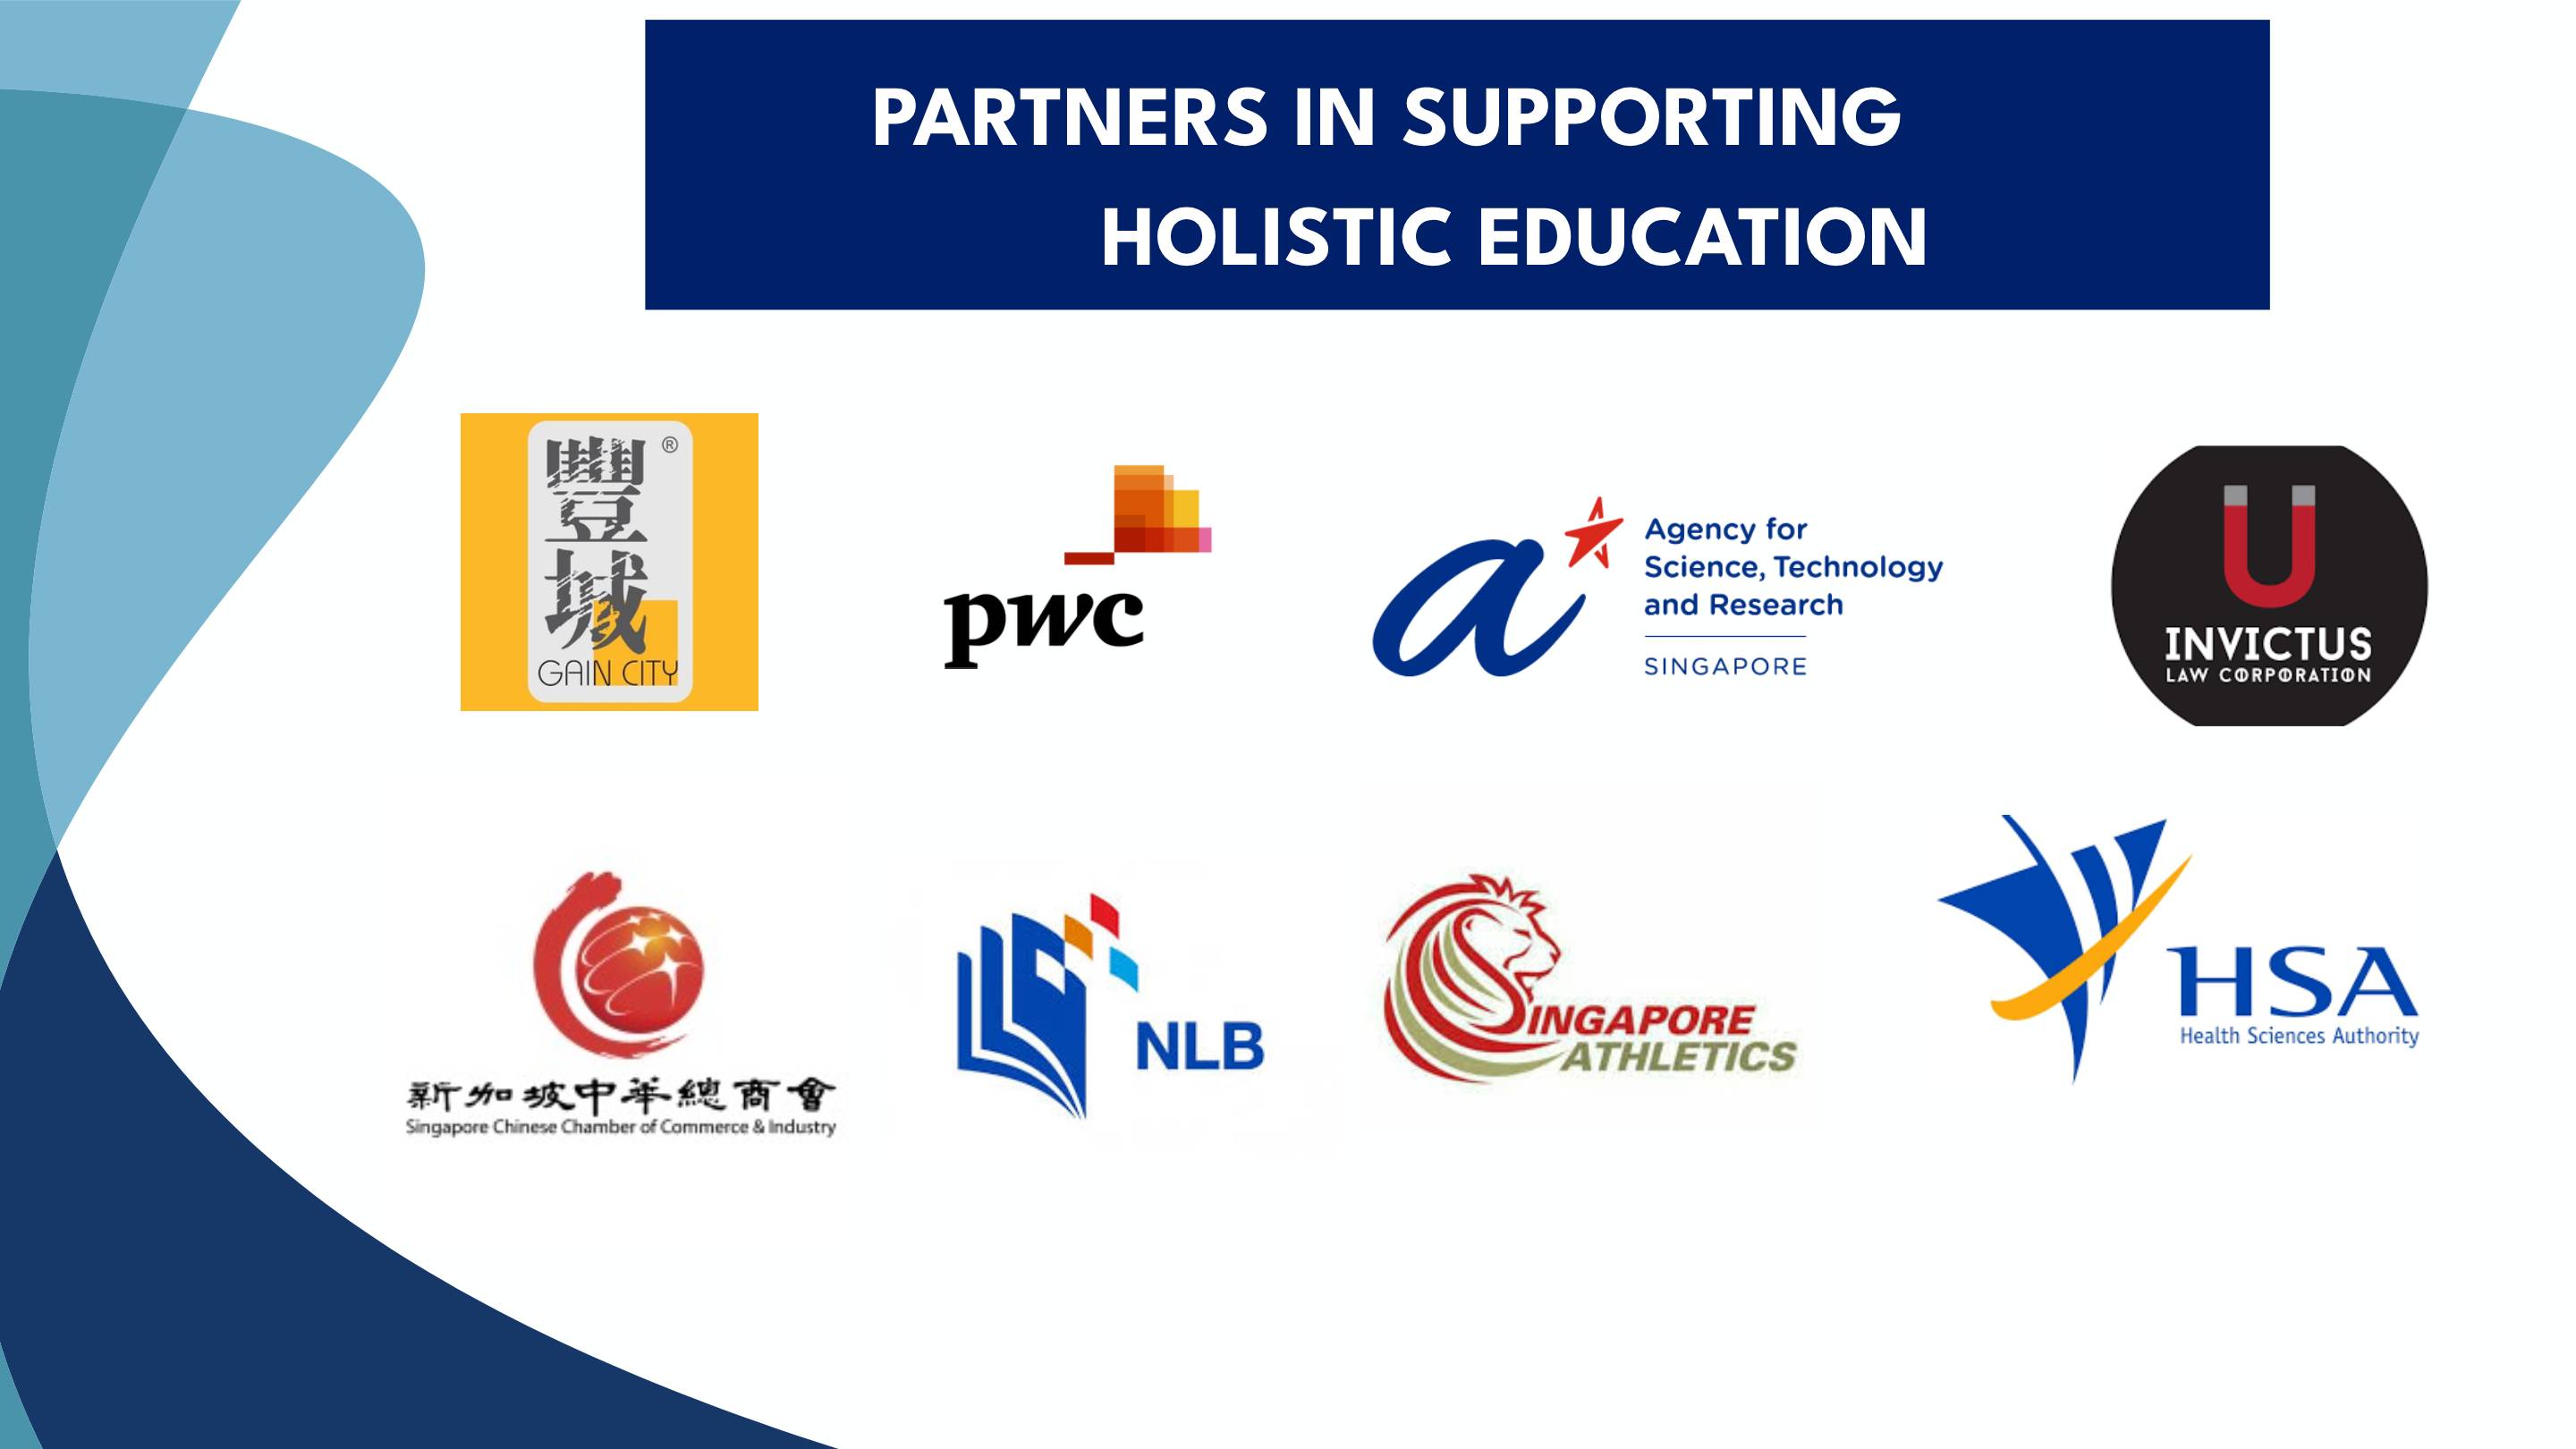 PARTNERS IN SUPPORTING
HOLISTIC EDUCATION
豐城
®
GAIN CITY
pwc
a
Agency for
Science, Technology
and Research
SINGAPORE
INVICTUS
LAW CORPORATION
新加坡中華總商會
Singapore Chinese Chamber of Commerce & Industry
NLB
SINGAPORE
ATHLETICS
HSA
Health Sciences Authority